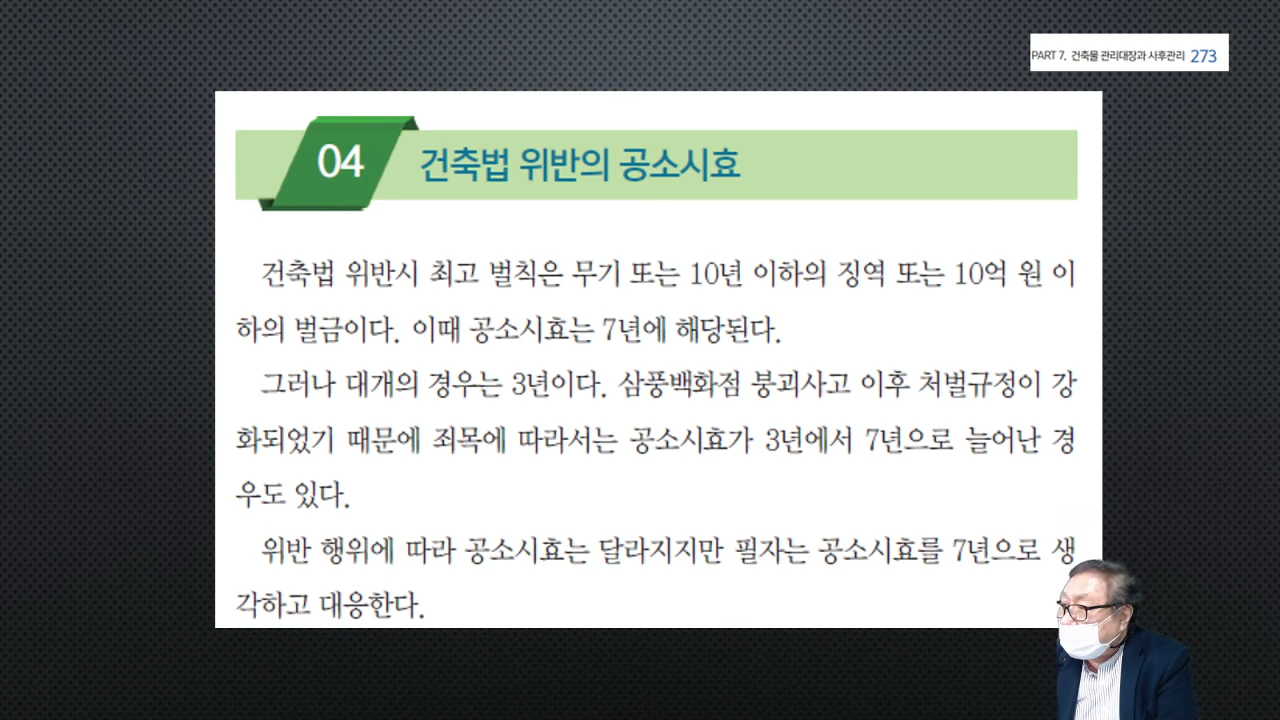 PART 7. 건축물 관리대장과 사후관리 273
04 건축법 위반의 공소시효
건축법 위반시 최고 벌칙은 무기 또는 10년 이하의 징역 또는 10억 원 이
하의 벌금이다. 이때 공소시효는 7년에 해당된다.
그러나 대개의 경우는 3년이다. 삼풍백화점 붕괴사고 이후 처벌규정이 강
화되었기 때문에 죄목에 따라서는 공소시효가 3년에서 7년으로 늘어난 경
우도 있다.
위반 행위에 따라 공소시효는 달라지지만 필자는 공소시효를 7년으로 생
각하고 대응한다.